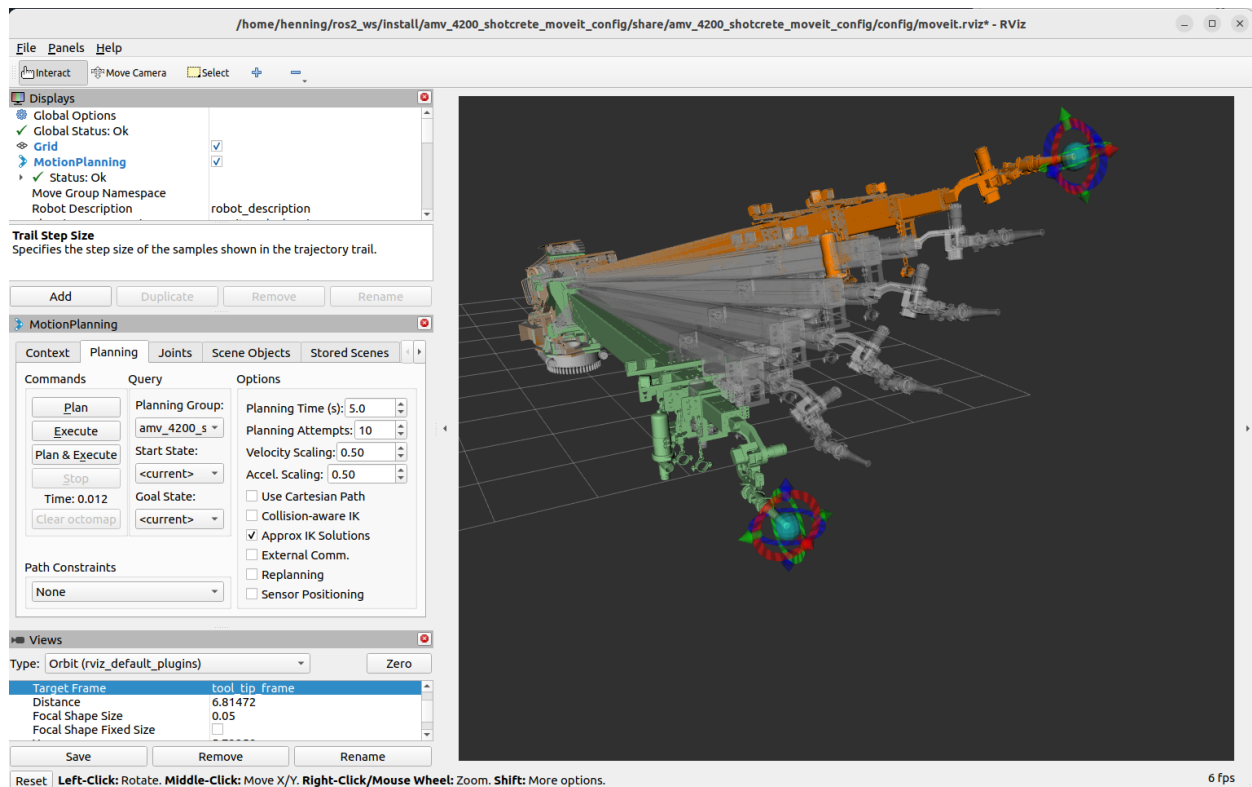 /home/henning/ros2_ws/install/amv_4200_shotcrete_moveit_config/share/amv_4200_shotcrete_moveit_config/config/moveit.rviz* - RViz
File Panels Help
Interact Move Camera Select
Displays
Global Options
Global Status: Ok
Grid
MotionPlanning
Status: Ok
Move Group Namespace
Robot Description robot_description
Trail Step Size
Specifies the step size of the samples shown in the trajectory trail.
Add Duplicate Remove Rename
MotionPlanning
Context Planning Joints Scene Objects Stored Scenes
Commands Query Options
Plan Planning Group: Planning Time (s): 5.0
Execute amv_4200_s Planning Attempts: 10
Plan & Execute Start State: Velocity Scaling: 0.50
Stop <current> Accel. Scaling: 0.50
Time: 0.012 Goal State: Use Cartesian Path
Clear octomap <current> Collision-aware IK
Approx IK Solutions
External Comm.
Path Constraints Replanning
None Sensor Positioning
Views
Type: Orbit (rviz_default_plugins) Zero
Target Frame tool_tip_frame
Distance 6.81472
Focal Shape Size 0.05
Focal Shape Fixed Size
Save Remove Rename
Reset Left-Click: Rotate. Middle-Click: Move X/Y. Right-Click/Mouse Wheel: Zoom. Shift: More options. 6 fps